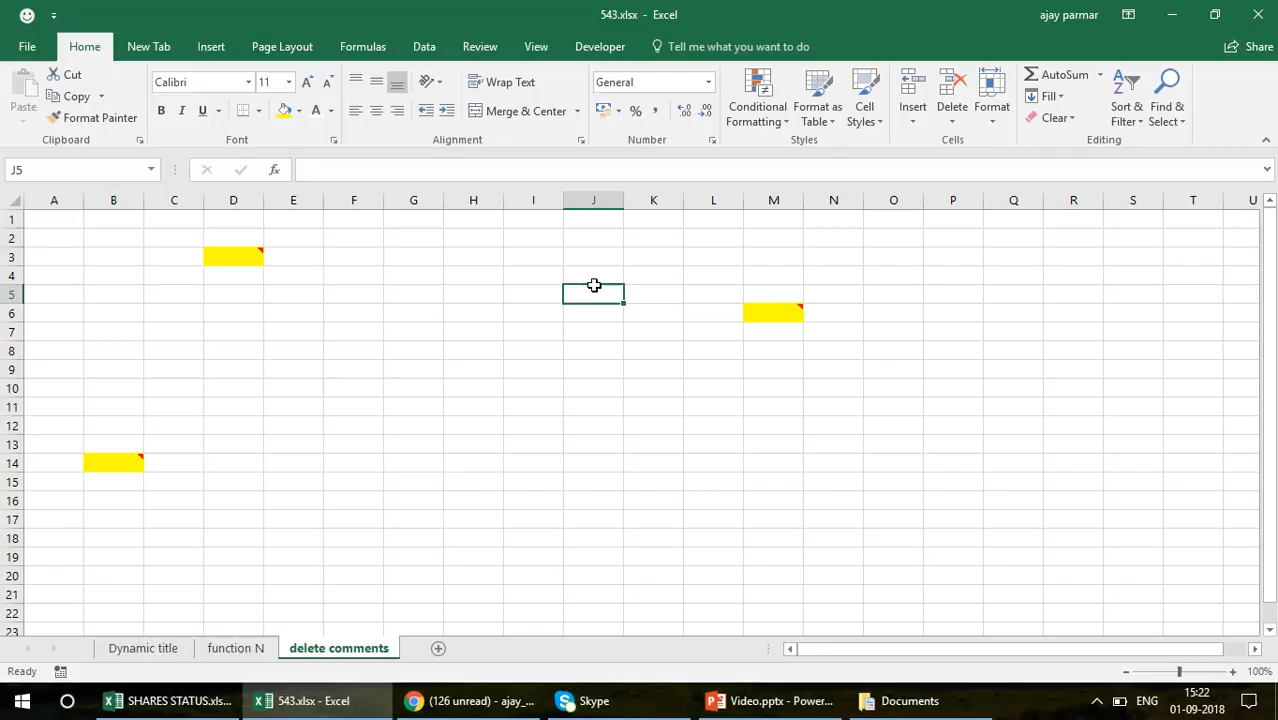 543.xlsx - Excel
ajay parmar
File Home New Tab Insert Page Layout Formulas Data Review View Developer Tell me what you want to do Share
Paste
Cut
Copy
Format Painter
Clipboard
Calibri 11
B I U A
Font
Wrap Text
Merge & Center
Alignment
General
%
Number
Conditional Formatting
Format as Table
Cell Styles
Styles
Insert Delete Format
Cells
AutoSum
Fill
Clear
Sort & Filter
Find & Select
Editing
J5
fx
A B C D E F G H I J K L M N O P Q R S T U
1
2
3
4
5
6
7
8
9
10
11
12
13
14
15
16
17
18
19
20
21
22
23
Dynamic title function N delete comments
Ready
100%
SHARES STATUS.xls...
543.xlsx - Excel
(126 unread) - ajay_...
Skype
Video.pptx - Power...
Documents
ENG
15:22
01-09-2018